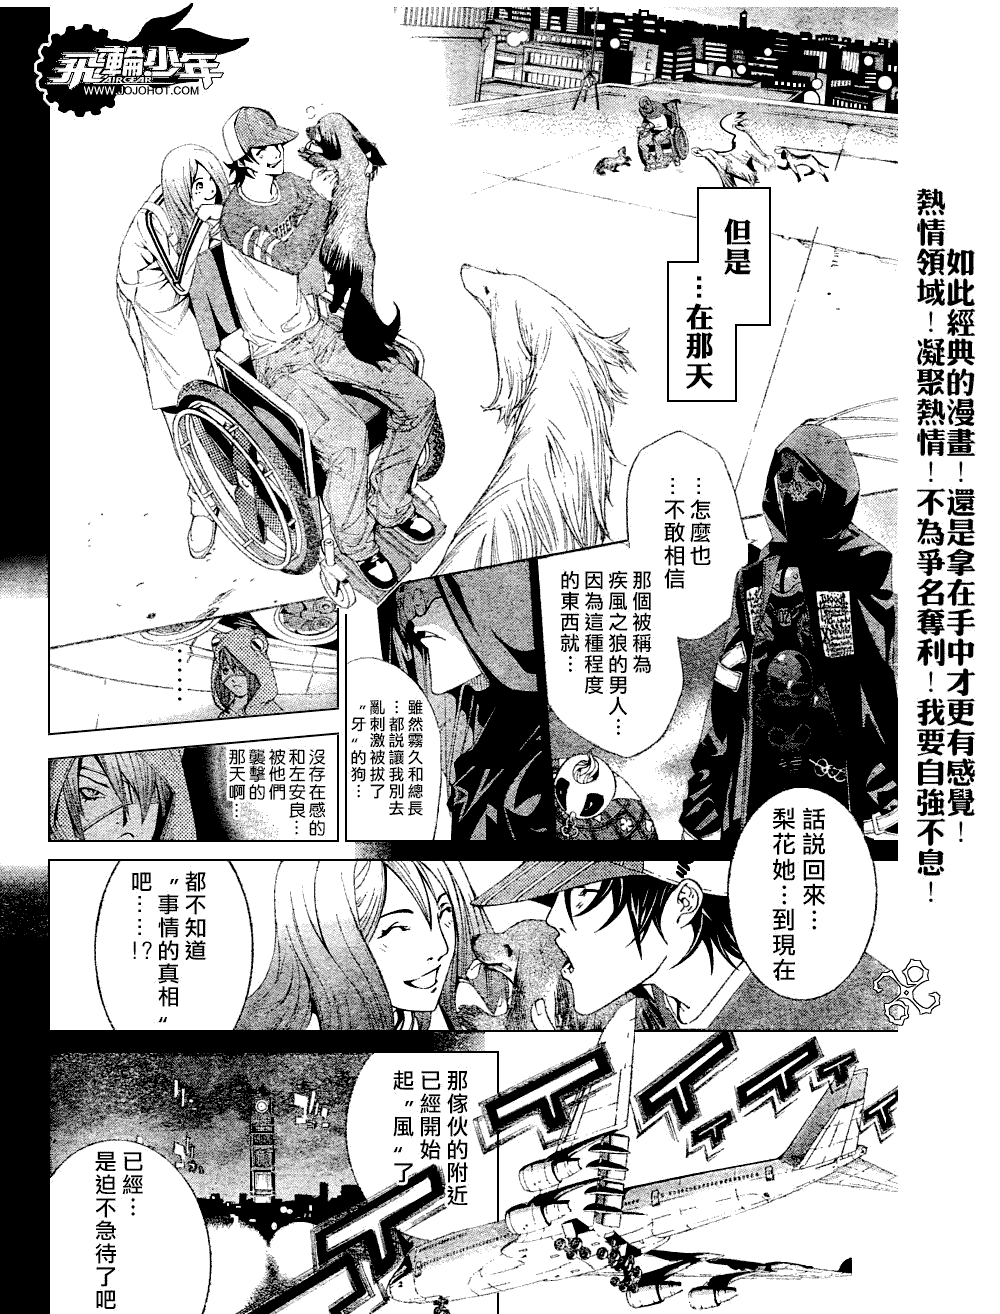 飛輪少年
AIRGEAR
WWW.JOJOHOT.COM
如此經典的漫畫！還是拿在手中才更有感覺！
熱情領域！凝聚熱情！不為爭名奪利！我要自強不息！
但是
…在那天
…怎麼也
…不敢相信
那個被稱為
疾風之狼的男人…
因為這種程度
的東西就…
雖然霧久和總長
…都說讓我別去
亂刺激被拔了
〝牙〞的狗…
………
沒存在感的
和左安良…
被他們
襲擊的
那天啊…
話説回來…
梨花她…到現在
都不知道
〝事情的真相〞
吧……!?
那傢伙的附近
已經開始
起〝風〞了
已經…
是迫不急待了吧